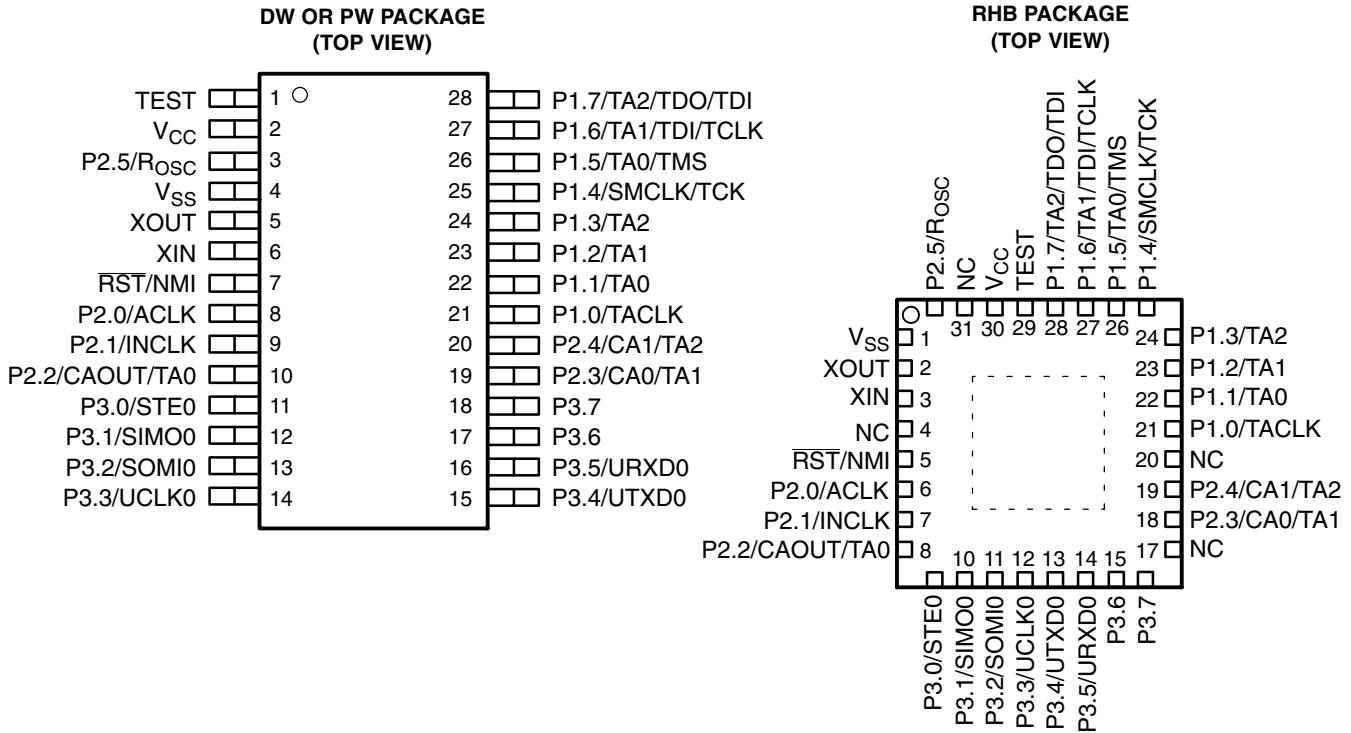 DW OR PW PACKAGE
(TOP VIEW)
TEST 1 28 P1.7/TA2/TDO/TDI
VCC 2 27 P1.6/TA1/TDI/TCLK
P2.5/ROSC 3 26 P1.5/TA0/TMS
VSS 4 25 P1.4/SMCLK/TCK
XOUT 5 24 P1.3/TA2
XIN 6 23 P1.2/TA1
R̅S̅T̅/NMI 7 22 P1.1/TA0
P2.0/ACLK 8 21 P1.0/TACLK
P2.1/INCLK 9 20 P2.4/CA1/TA2
P2.2/CAOUT/TA0 10 19 P2.3/CA0/TA1
P3.0/STE0 11 18 P3.7
P3.1/SIMO0 12 17 P3.6
P3.2/SOMI0 13 16 P3.5/URXD0
P3.3/UCLK0 14 15 P3.4/UTXD0
RHB PACKAGE
(TOP VIEW)
P2.5/ROSC
NC
VCC
TEST
P1.7/TA2/TDO/TDI
P1.6/TA1/TDI/TCLK
P1.5/TA0/TMS
P1.4/SMCLK/TCK
31 30 29 28 27 26
VSS 1 24 P1.3/TA2
XOUT 2 23 P1.2/TA1
XIN 3 22 P1.1/TA0
NC 4 21 P1.0/TACLK
R̅S̅T̅/NMI 5 20 NC
P2.0/ACLK 6 19 P2.4/CA1/TA2
P2.1/INCLK 7 18 P2.3/CA0/TA1
P2.2/CAOUT/TA0 8 17 NC
10 11 12 13 14 15
P3.0/STE0
P3.1/SIMO0
P3.2/SOMI0
P3.3/UCLK0
P3.4/UTXD0
P3.5/URXD0
P3.6
P3.7